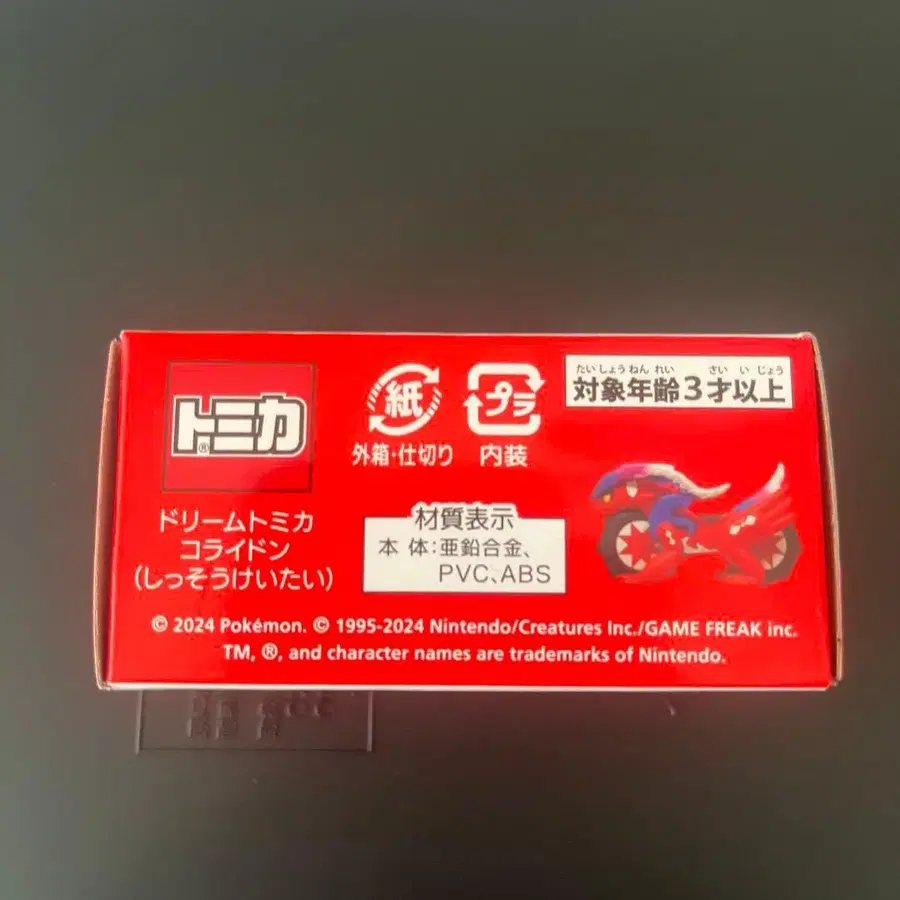 トミカ®
ドリームトミカ
コライドン
(しっそうけいたい)
紙
外箱・仕切り
プラ
内装
たいしょうねんれい さいいじょう
対象年齢3才以上
材質表示
本体:亜鉛合金、
PVC、ABS
© 2024 Pokémon. © 1995-2024 Nintendo/Creatures Inc./GAME FREAK inc.
TM, ®, and character names are trademarks of Nintendo.